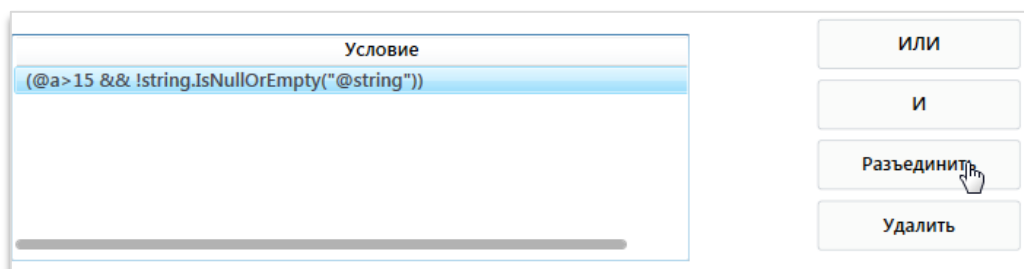 Условие
(@a>15 && !string.IsNullOrEmpty("@string"))
ИЛИ
И
Разъединить
Удалить